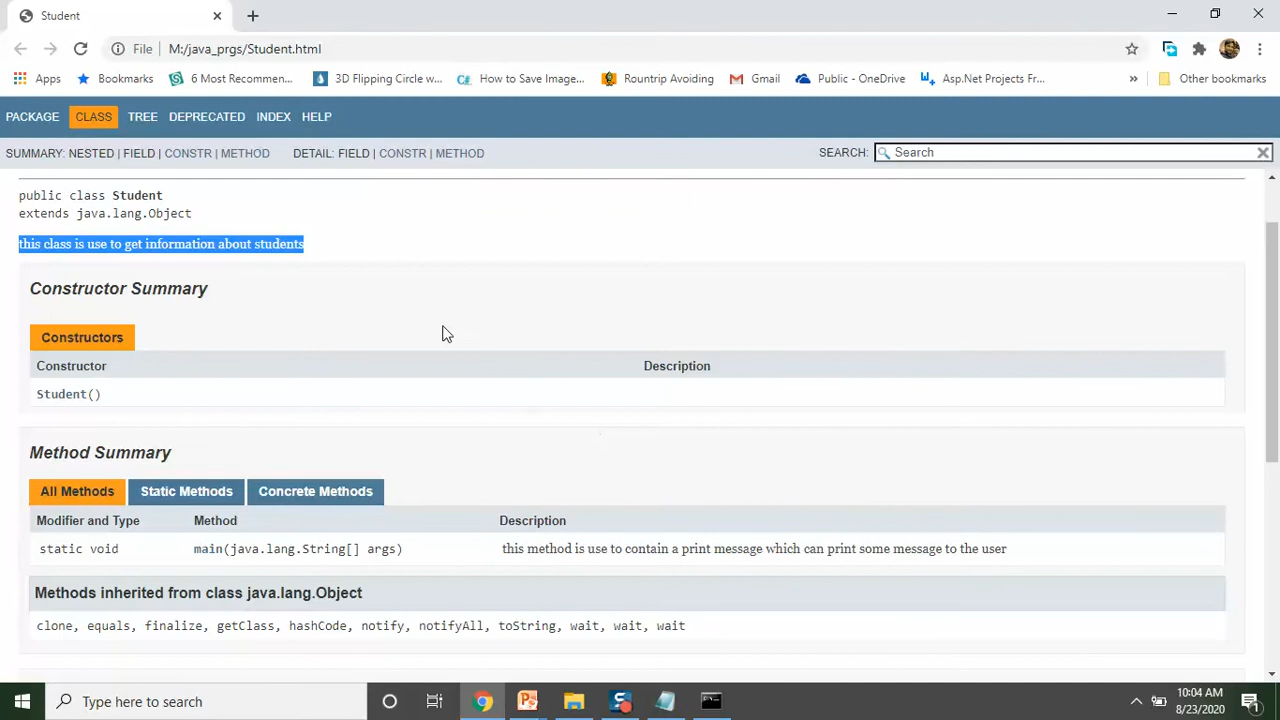 Student
File M:/java_prgs/Student.html
Apps Bookmarks 6 Most Recommen... 3D Flipping Circle w... How to Save Image... Rountrip Avoiding Gmail Public - OneDrive Asp.Net Projects Fr... » Other bookmarks
PACKAGE CLASS TREE DEPRECATED INDEX HELP
SUMMARY: NESTED | FIELD | CONSTR | METHOD DETAIL: FIELD | CONSTR | METHOD SEARCH: Search
public class Student
extends java.lang.Object
this class is use to get information about students
Constructor Summary
Constructors
Constructor Description
Student()
Method Summary
All Methods Static Methods Concrete Methods
Modifier and Type Method Description
static void main(java.lang.String[] args) this method is use to contain a print message which can print some message to the user
Methods inherited from class java.lang.Object
clone, equals, finalize, getClass, hashCode, notify, notifyAll, toString, wait, wait, wait
Type here to search
10:04 AM
8/23/2020
1